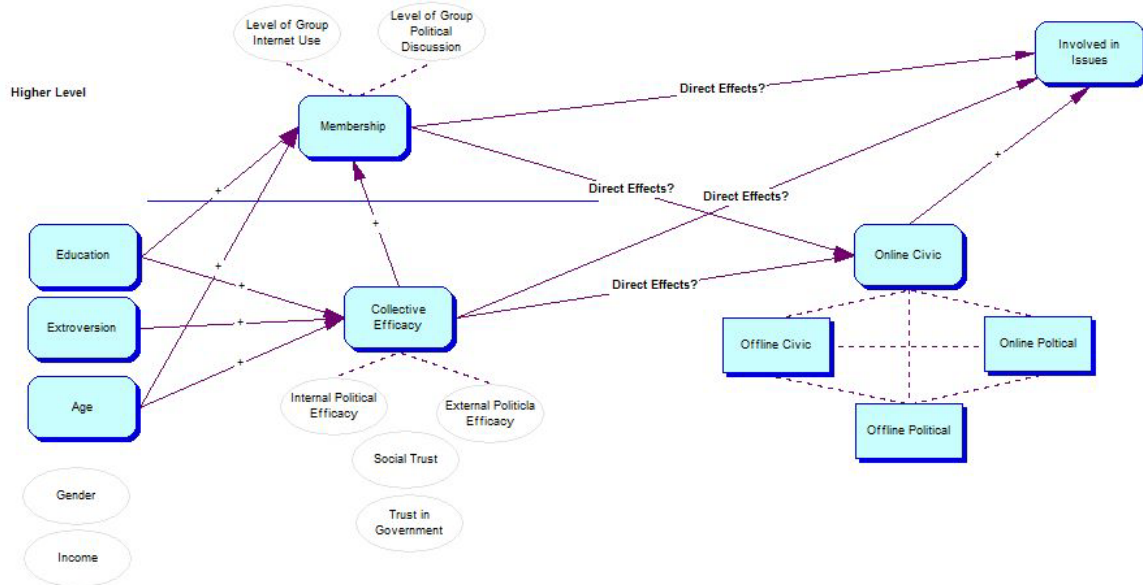 Level of Group
Internet Use
Level of Group
Political
Discussion
Involved in
Issues
Higher Level
Direct Effects?
Membership
+
Direct Effects?
Direct Effects?
+
+
Education
Online Civic
+
+
Direct Effects?
Extroversion
+
Collective
Efficacy
Offline Civic
Online Poltical
+
Age
Internal Political
Efficacy
External Politicla
Efficacy
Offline Political
Social Trust
Gender
Trust in
Government
Income